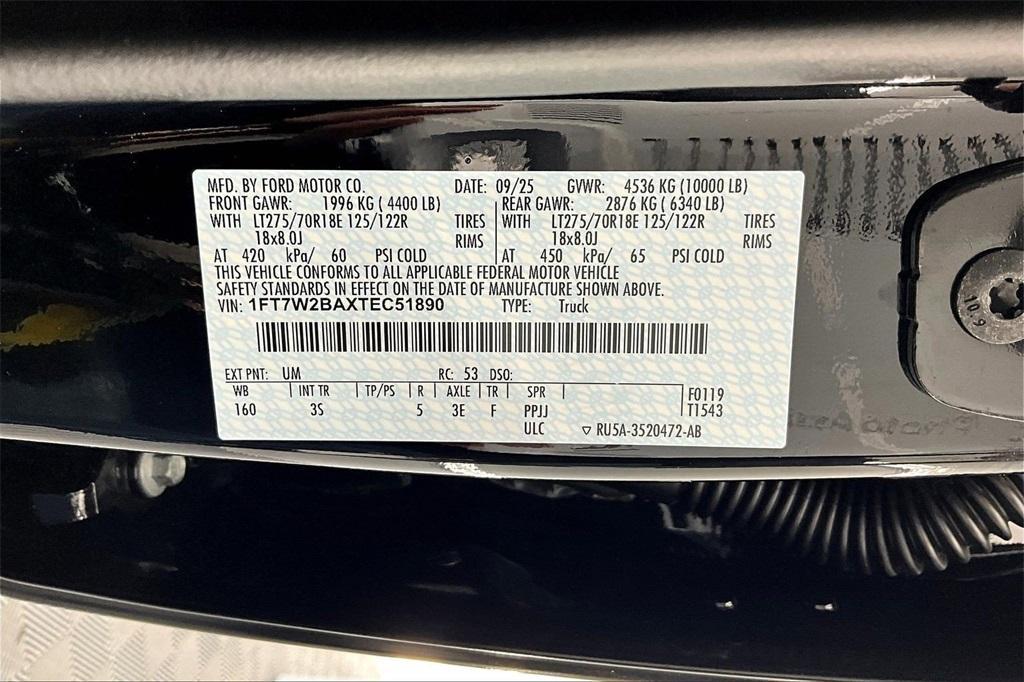 MFD. BY FORD MOTOR CO. DATE: 09/25 GVWR: 4536 KG (10000 LB)
FRONT GAWR: 1996 KG ( 4400 LB) REAR GAWR: 2876 KG ( 6340 LB)
WITH LT275/70R18E 125/122R TIRES WITH LT275/70R18E 125/122R TIRES
18x8.0J RIMS 18x8.0J RIMS
AT 420 kPa/ 60 PSI COLD AT 450 kPa/ 65 PSI COLD
THIS VEHICLE CONFORMS TO ALL APPLICABLE FEDERAL MOTOR VEHICLE
SAFETY STANDARDS IN EFFECT ON THE DATE OF MANUFACTURE SHOWN ABOVE.
VIN: 1FT7W2BAXTEC51890 TYPE: Truck
EXT PNT: UM RC: 53 DSO:
WB INT TR TP/PS R AXLE TR SPR F0119
160 3S 5 3E F PPJJ T1543
ULC ▽ RU5A-3520472-AB
10.9